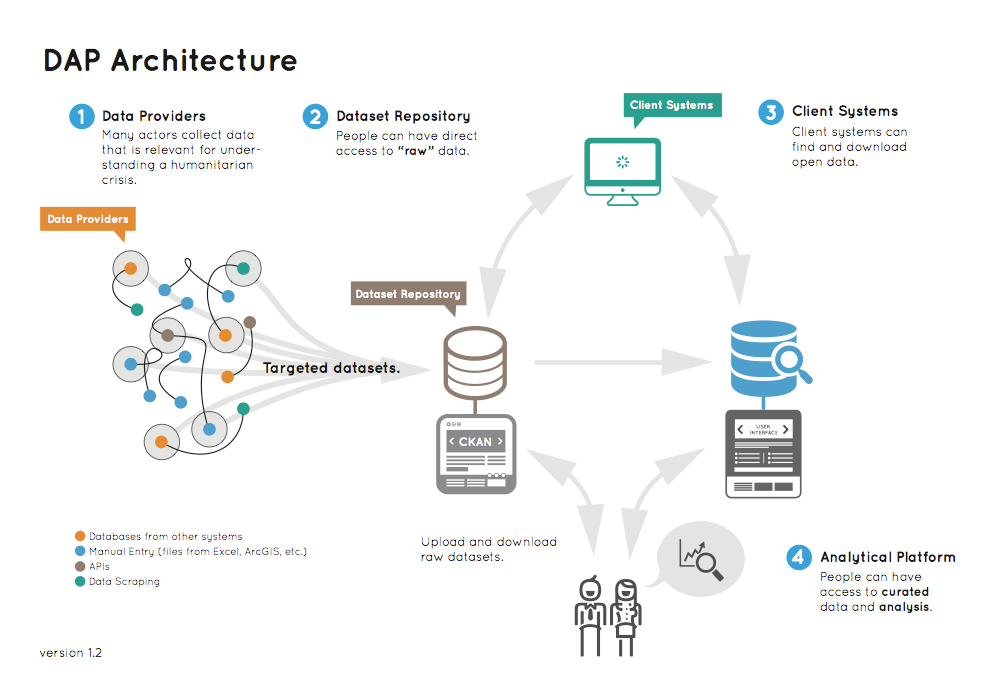 DAP Architecture
1
Data Providers
Many actors collect data
that is relevant for under-
standing a humanitarian
crisis.
2
Dataset Repository
People can have direct
access to “raw” data.
Client Systems
3
Client Systems
Client systems can
find and download
open data.
Data Providers
Dataset Repository
Targeted datasets.
< CKAN >
< USER
INTERFACE >
Databases from other systems
Manual Entry (files from Excel, ArcGIS, etc.)
APIs
Data Scraping
Upload and download
raw datasets.
4
Analytical Platform
People can have
access to curated
data and analysis.
version 1.2